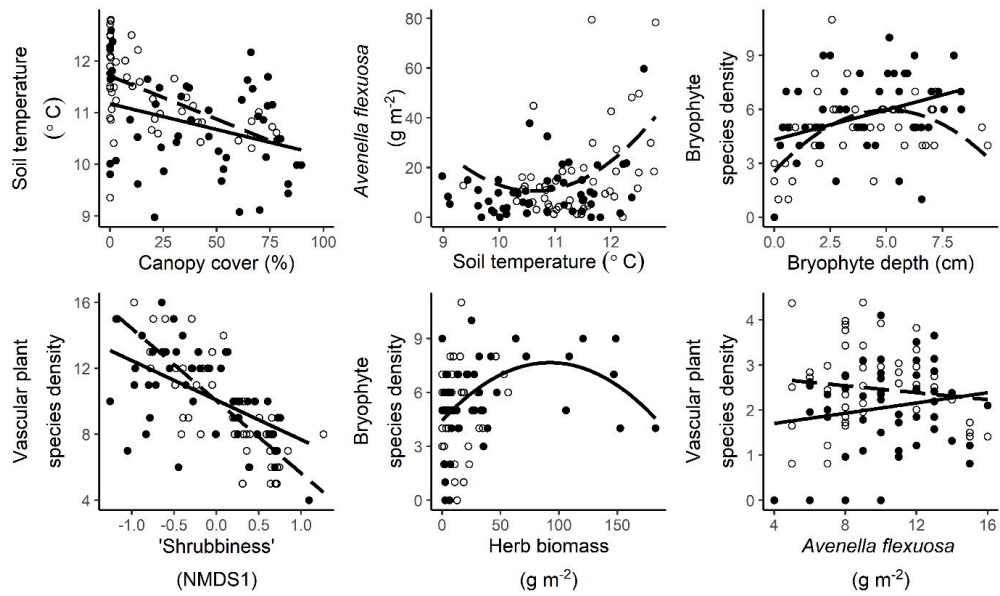 Soil temperature
(° C)
12
11
10
9
0
25
50
75
100
Canopy cover (%)
Avenella flexuosa
(g m-2)
80
60
40
20
0
9
10
11
12
Soil temperature (° C)
Bryophyte
species density
9
6
3
0
0.0
2.5
5.0
7.5
Bryophyte depth (cm)
Vascular plant
species density
16
12
8
4
-1.0
-0.5
0.0
0.5
1.0
'Shrubbiness'
(NMDS1)
Bryophyte
species density
9
6
3
0
0
50
100
150
Herb biomass
(g m-2)
Vascular plant
species density
4
3
2
1
0
4
8
12
16
Avenella flexuosa
(g m-2)